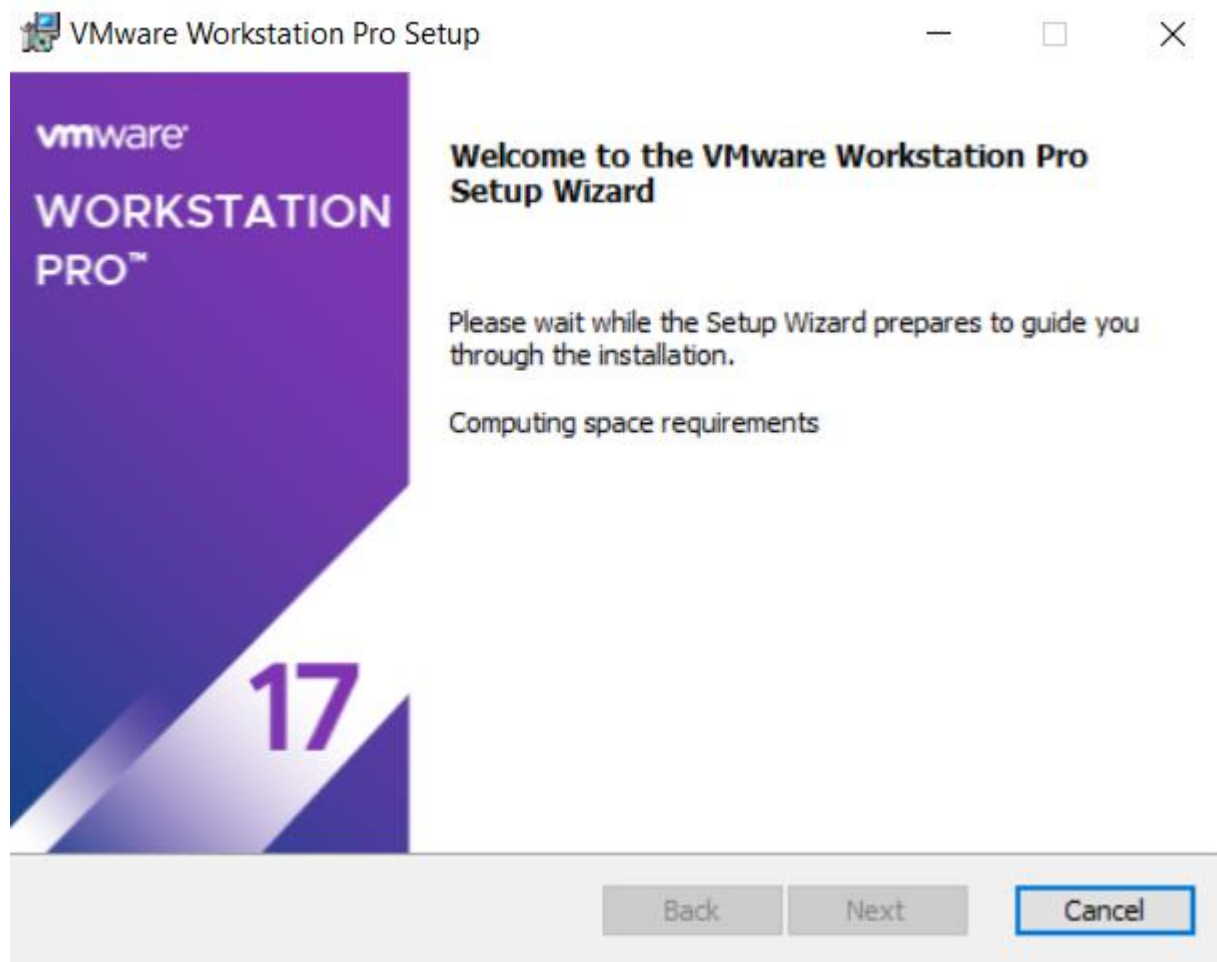 VMware Workstation Pro Setup
vmware®
WORKSTATION
PRO™
Welcome to the VMware Workstation Pro
Setup Wizard
Please wait while the Setup Wizard prepares to guide you
through the installation.
Computing space requirements
17
Back Next Cancel